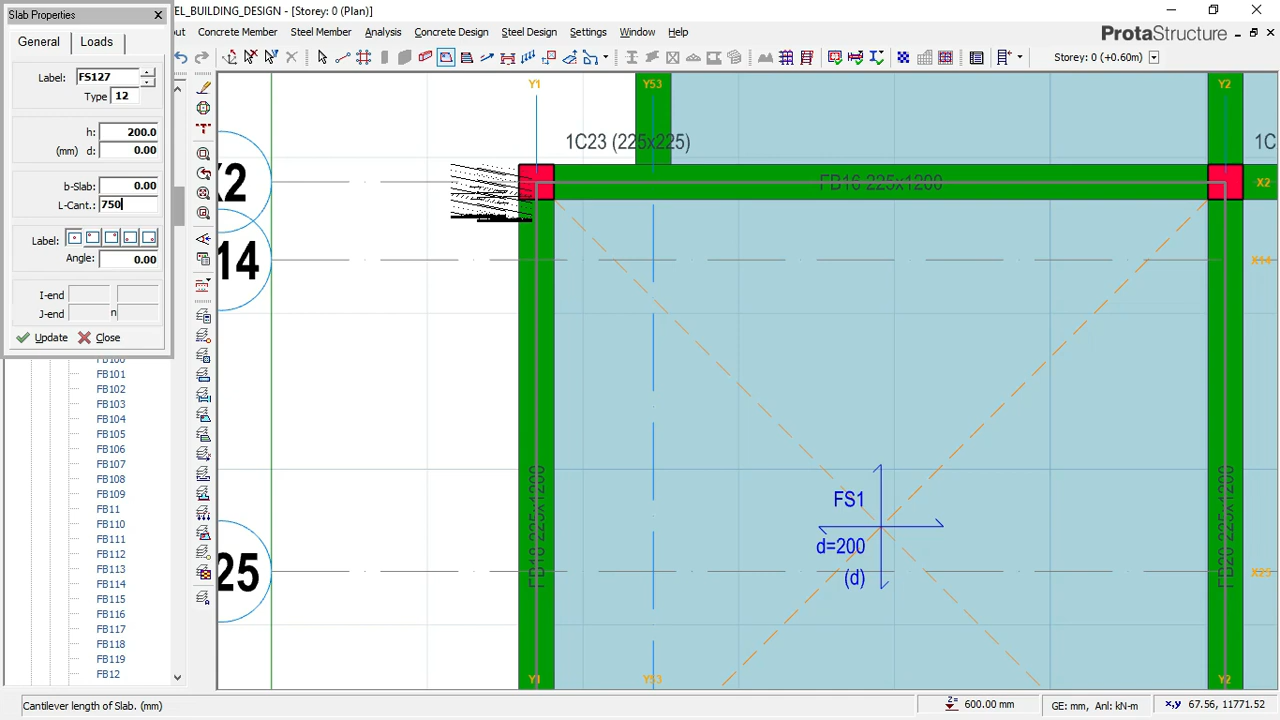 Slab Properties
EL_BUILDING_DESIGN - [Storey: 0 (Plan)]
General Loads
out Concrete Member Steel Member Analysis Concrete Design Steel Design Settings Window Help
ProtaStructure
Storey: 0 (+0.60m)
Label: FS127
Type 12
h: 200.0
(mm) d: 0.00
b-Slab: 0.00
L-Cant.: 750
Label:
Angle: 0.00
I-end
J-end n
Update Close
FB100
FB101
FB102
FB103
FB104
FB105
FB106
FB107
FB108
FB109
FB11
FB110
FB111
FB112
FB113
FB114
FB115
FB116
FB117
FB118
FB119
FB12
Y1 Y53 Y2
1C23 (225x225) 1C
X2 FB16 225x1200 X2
14 X14
FS1
d=200
(d)
FB20 225x1200
25 X25
Y1 Y53 Y2
Cantilever length of Slab. (mm)
Z= 600.00 mm
GE: mm, Anl: kN-m
x,y 67.56, 11771.52